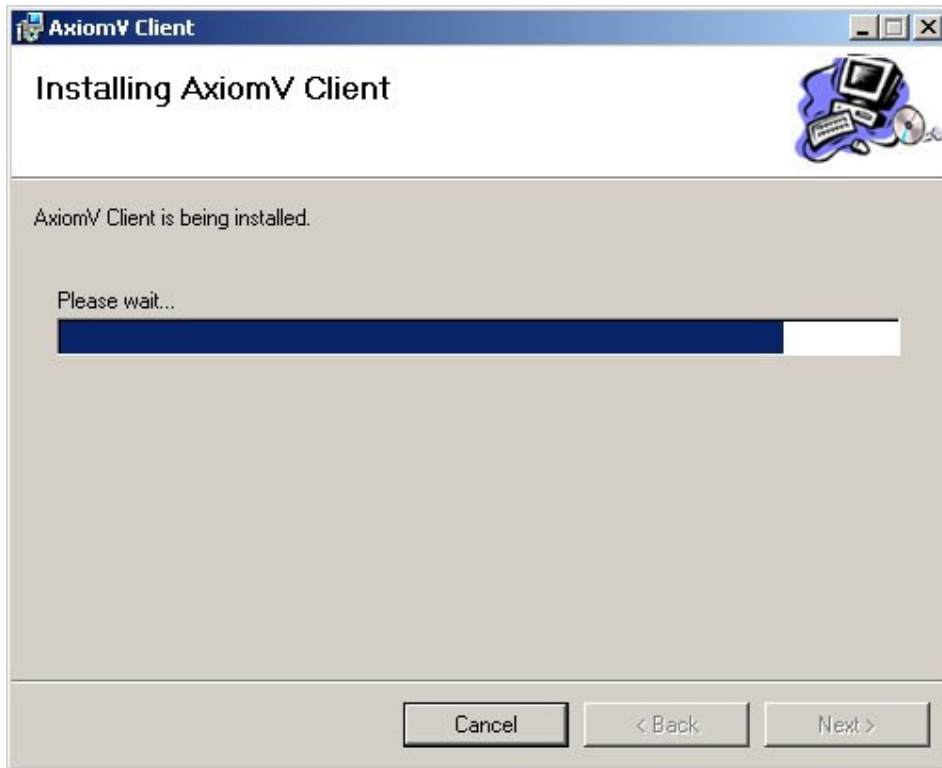 AxiomV Client
Installing AxiomV Client
AxiomV Client is being installed.
Please wait...
Cancel
< Back
Next >